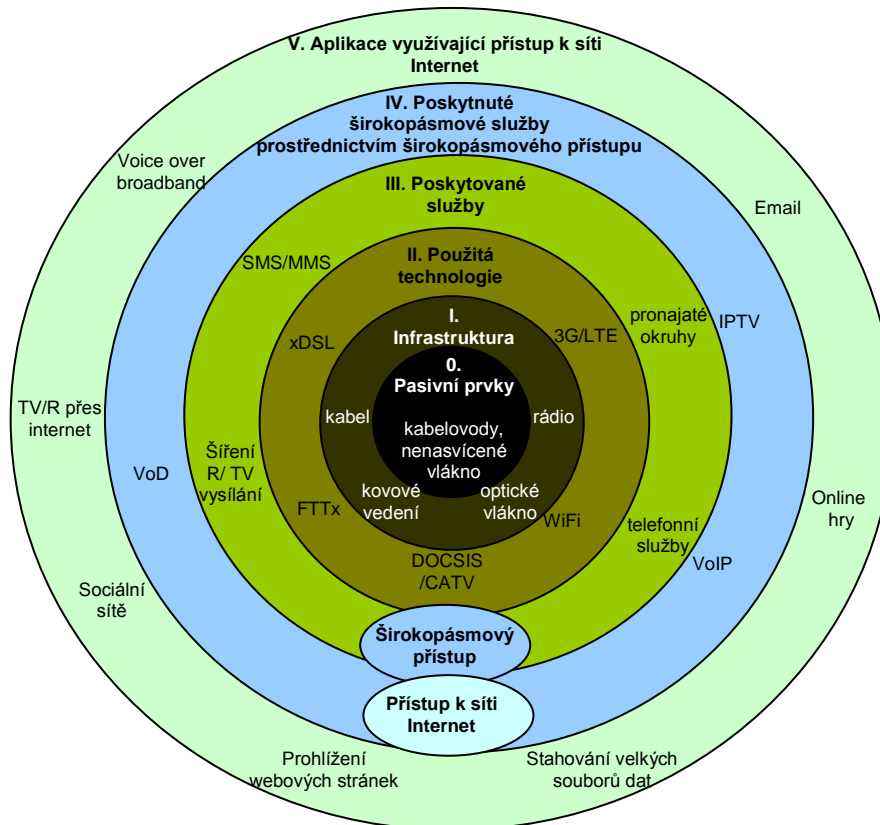 V. Aplikace využívající přístup k síti
Internet
IV. Poskytnuté
širokopásmové služby
prostřednictvím širokopásmového přístupu
Voice over
broadband
III. Poskytované
služby
Email
SMS/MMS
II. Použitá
technologie
I.
Infrastruktura
xDSL
3G/LTE
pronajaté
okruhy
IPTV
0.
Pasivní prvky
TV/R přes
internet
kabel
rádio
kabelovody,
nenasvícené
vlákno
VoD
Šíření
R/ TV
vysílání
kovové
vedení
optické
vlákno
FTTx
WiFi
Online
hry
telefonní
služby
VoIP
DOCSIS
/CATV
Sociální
sítě
Širokopásmový
přístup
Přístup k síti
Internet
Prohlížení
webových stránek
Stahování velkých
souborů dat